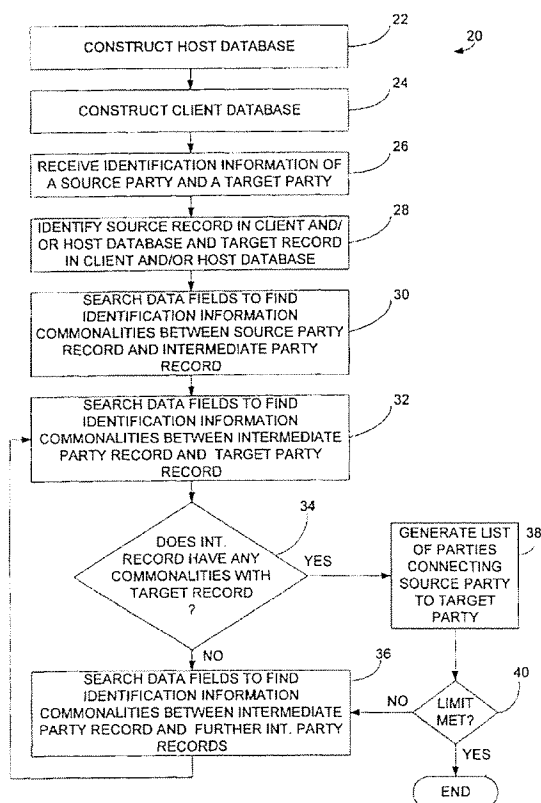 22
CONSTRUCT HOST DATABASE
20
24
CONSTRUCT CLIENT DATABASE
26
RECEIVE IDENTIFICATION INFORMATION OF
A SOURCE PARTY AND A TARGET PARTY
28
IDENTIFY SOURCE RECORD IN CLIENT AND/
OR HOST DATABASE AND TARGET RECORD
IN CLIENT AND/OR HOST DATABASE
30
SEARCH DATA FIELDS TO FIND
IDENTIFICATION INFORMATION
COMMONALITIES BETWEEN SOURCE PARTY
RECORD AND INTERMEDIATE PARTY
RECORD
32
SEARCH DATA FIELDS TO FIND
IDENTIFICATION INFORMATION
COMMONALITIES BETWEEN INTERMEDIATE
PARTY RECORD AND TARGET PARTY
RECORD
34
DOES INT.
RECORD HAVE ANY
COMMONALITIES WITH
TARGET RECORD
?
YES
NO
38
GENERATE LIST
OF PARTIES
CONNECTING
SOURCE PARTY
TO TARGET
PARTY
36
SEARCH DATA FIELDS TO FIND
IDENTIFICATION INFORMATION
COMMONALITIES BETWEEN INTERMEDIATE
PARTY RECORD AND FURTHER INT. PARTY
RECORDS
40
NO
LIMIT
MET?
YES
END